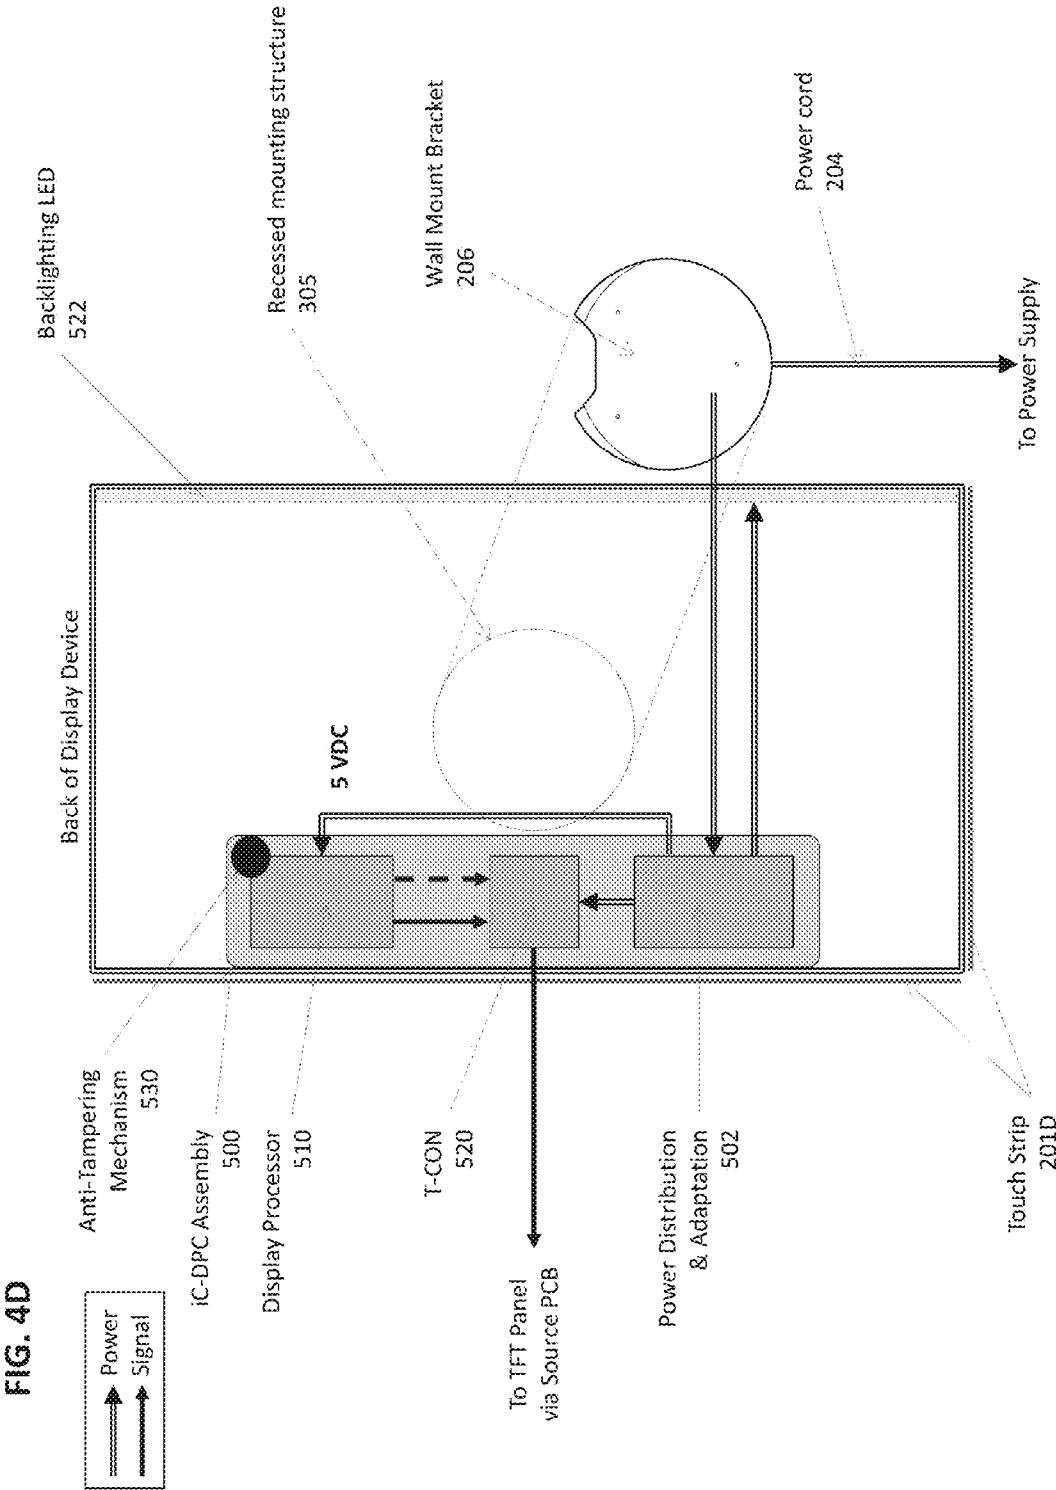 FIG. 4D
Power
Signal
Anti-Tampering
Mechanism
530
iC-DPC Assembly
500
Display Processor
510
T-CON
520
To TFT Panel
via Source PCB
Power Distribution
& Adaptation
502
Touch Strip
201D
Back of Display Device
5 VDC
Backlighting LED
522
Recessed mounting structure
305
Wall Mount Bracket
206
Power cord
204
To Power Supply